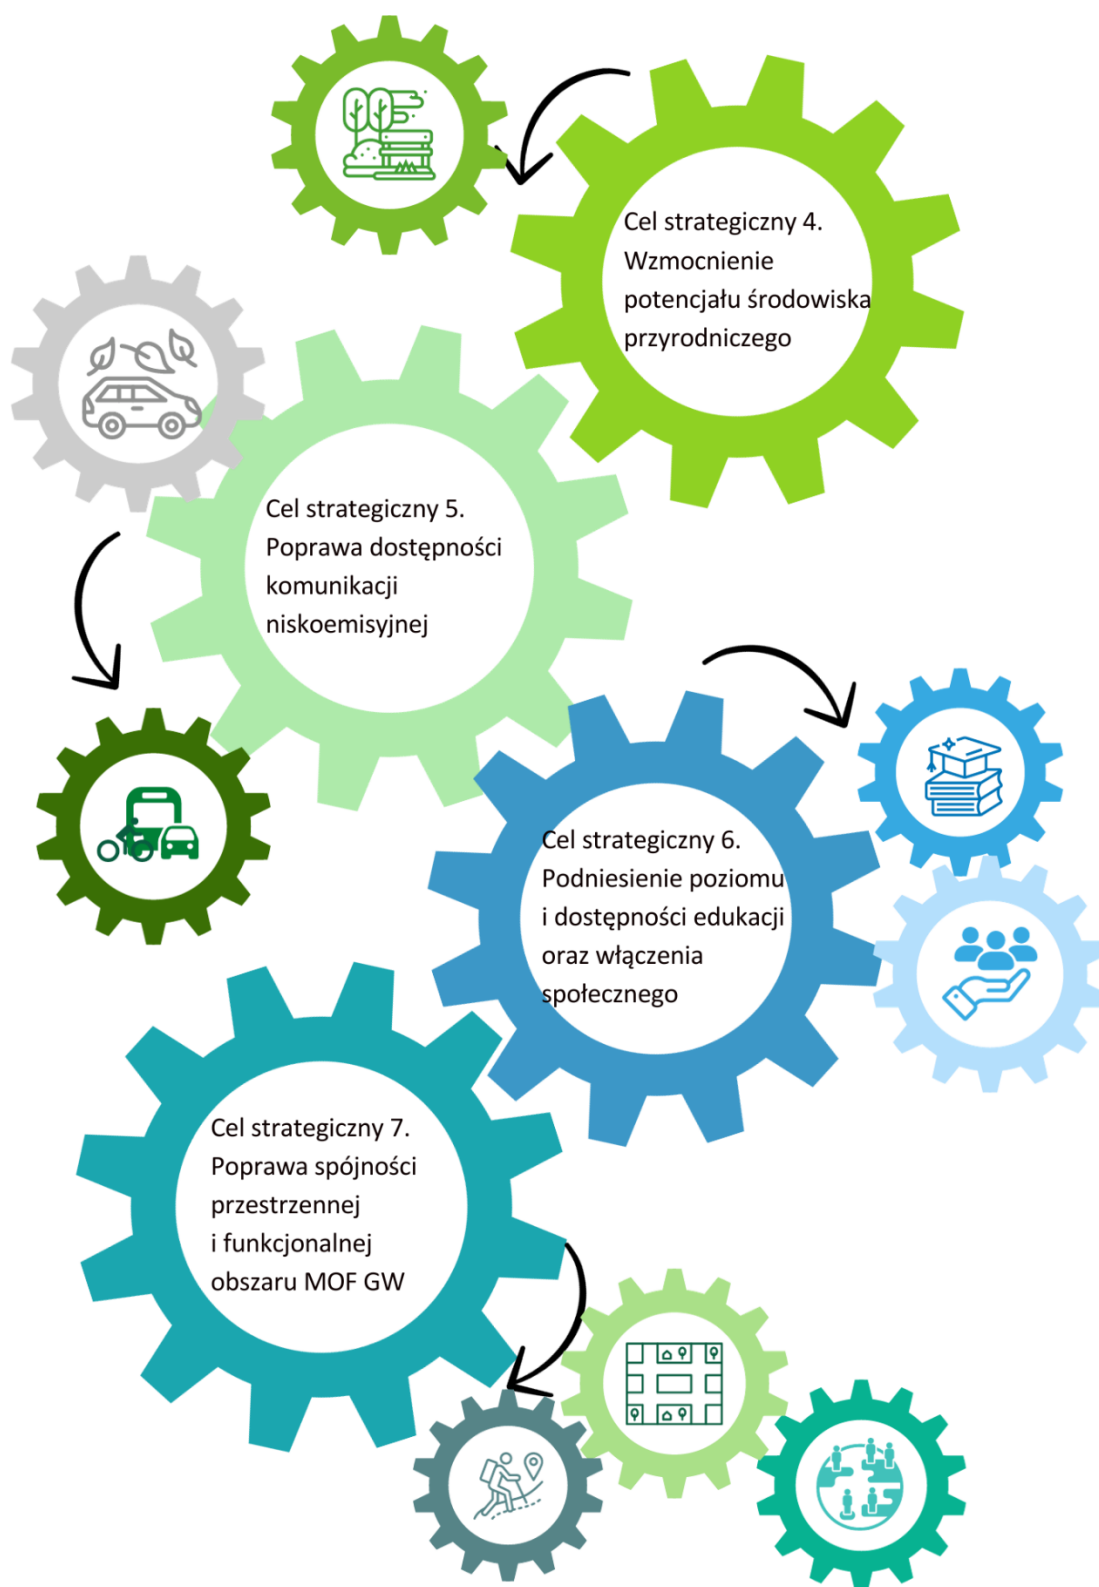 Cel strategiczny 4.
Wzmocnienie
potencjału środowiska
przyrodniczego
Cel strategiczny 5.
Poprawa dostępności
komunikacji
niskoemisyjnej
Cel strategiczny 6.
Podniesienie poziomu
i dostępności edukacji
oraz włączenia
społecznego
Cel strategiczny 7.
Poprawa spójności
przestrzennej
i funkcjonalnej
obszaru MOF GW